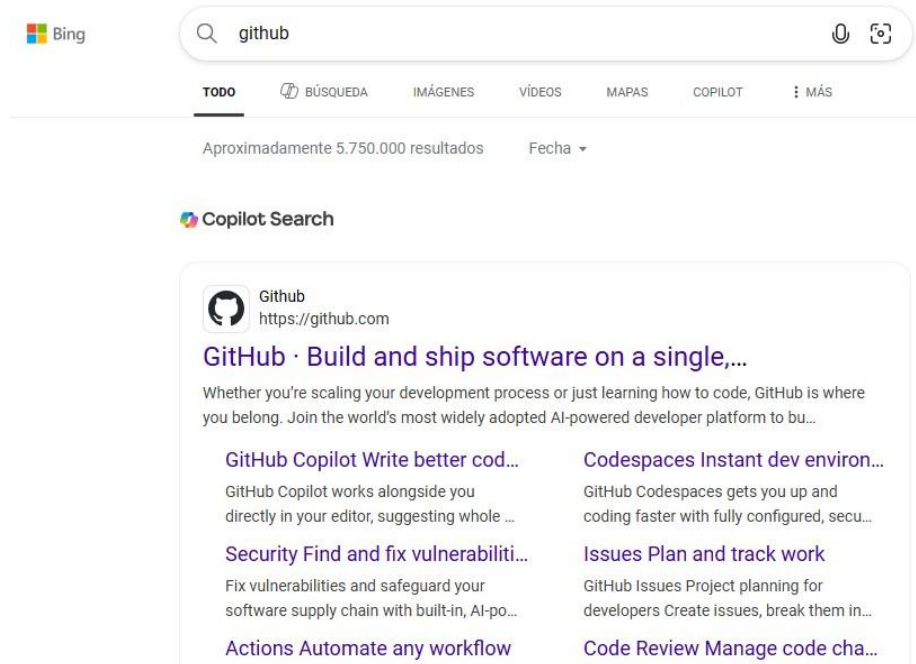 Bing
github
TODO BÚSQUEDA IMÁGENES VÍDEOS MAPAS COPILOT MÁS
Aproximadamente 5.750.000 resultados Fecha
Copilot Search
Github
https://github.com
GitHub · Build and ship software on a single,...
Whether you're scaling your development process or just learning how to code, GitHub is where
you belong. Join the world's most widely adopted AI-powered developer platform to bu...
GitHub Copilot Write better cod...
GitHub Copilot works alongside you
directly in your editor, suggesting whole ...
Codespaces Instant dev environ...
GitHub Codespaces gets you up and
coding faster with fully configured, secu...
Security Find and fix vulnerabiliti...
Fix vulnerabilities and safeguard your
software supply chain with built-in, AI-po...
Issues Plan and track work
GitHub Issues Project planning for
developers Create issues, break them in...
Actions Automate any workflow
Code Review Manage code cha...